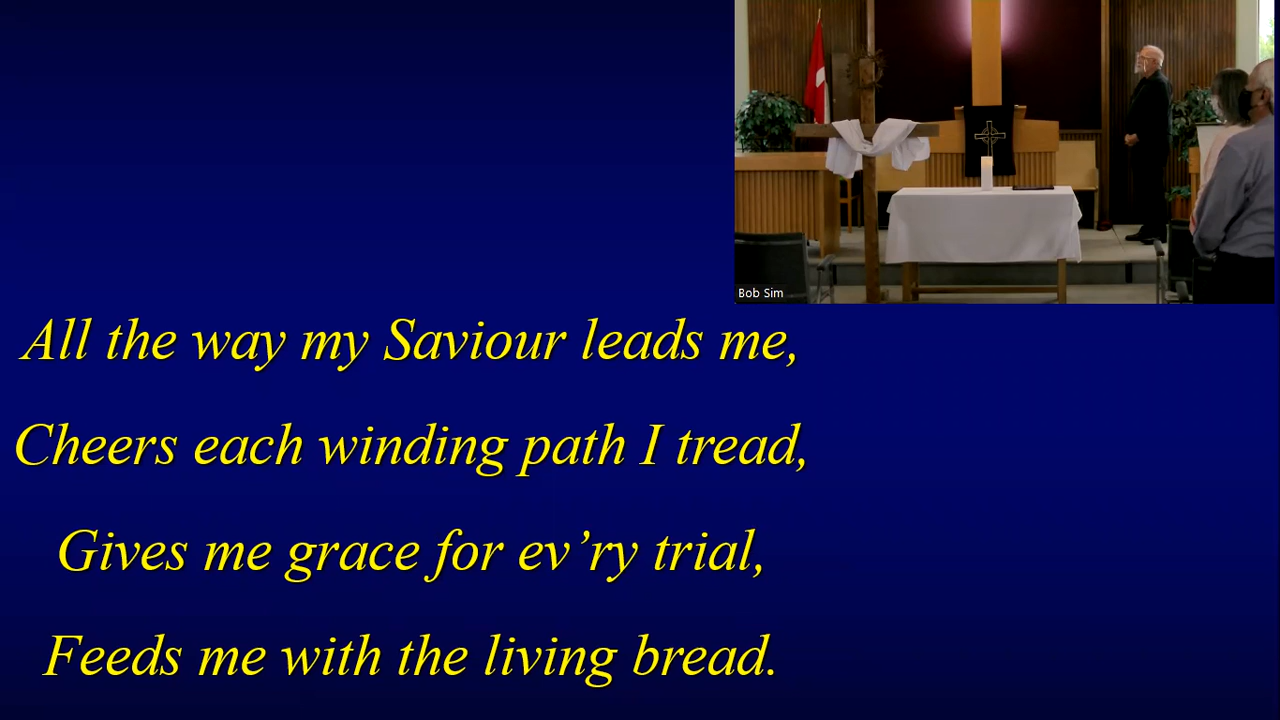 Bob Sim
All the way my Saviour leads me,
Cheers each winding path I tread,
Gives me grace for ev’ry trial,
Feeds me with the living bread.